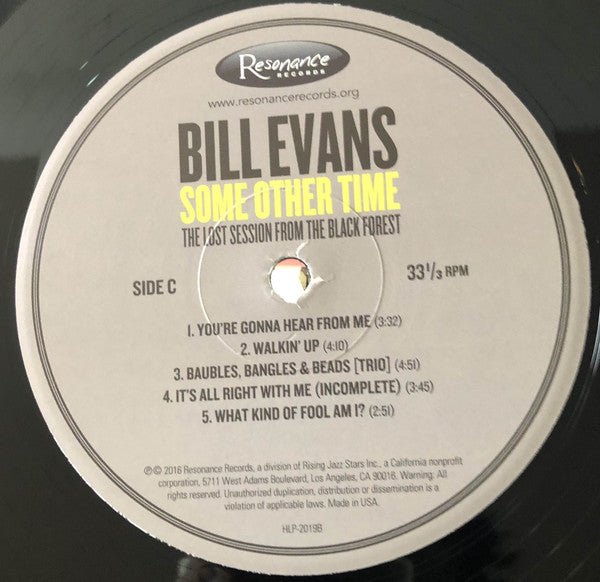 Resonance
RECORDS
www.resonancerecords.org
BILL EVANS
SOME OTHER TIME
THE LOST SESSION FROM THE BLACK FOREST
SIDE C
33 1/3 RPM
1. YOU'RE GONNA HEAR FROM ME (3:32)
2. WALKIN' UP (4:10)
3. BAUBLES, BANGLES & BEADS [TRIO] (4:51)
4. IT'S ALL RIGHT WITH ME (INCOMPLETE) (3:45)
5. WHAT KIND OF FOOL AM I? (2:51)
℗© 2016 Resonance Records, a division of Rising Jazz Stars Inc., a California nonprofit
corporation, 5711 West Adams Boulevard, Los Angeles, CA 90016. Warning: All
rights reserved. Unauthorized duplication, distribution or dissemination is a
violation of applicable laws. Made in USA.
HLP-2019B